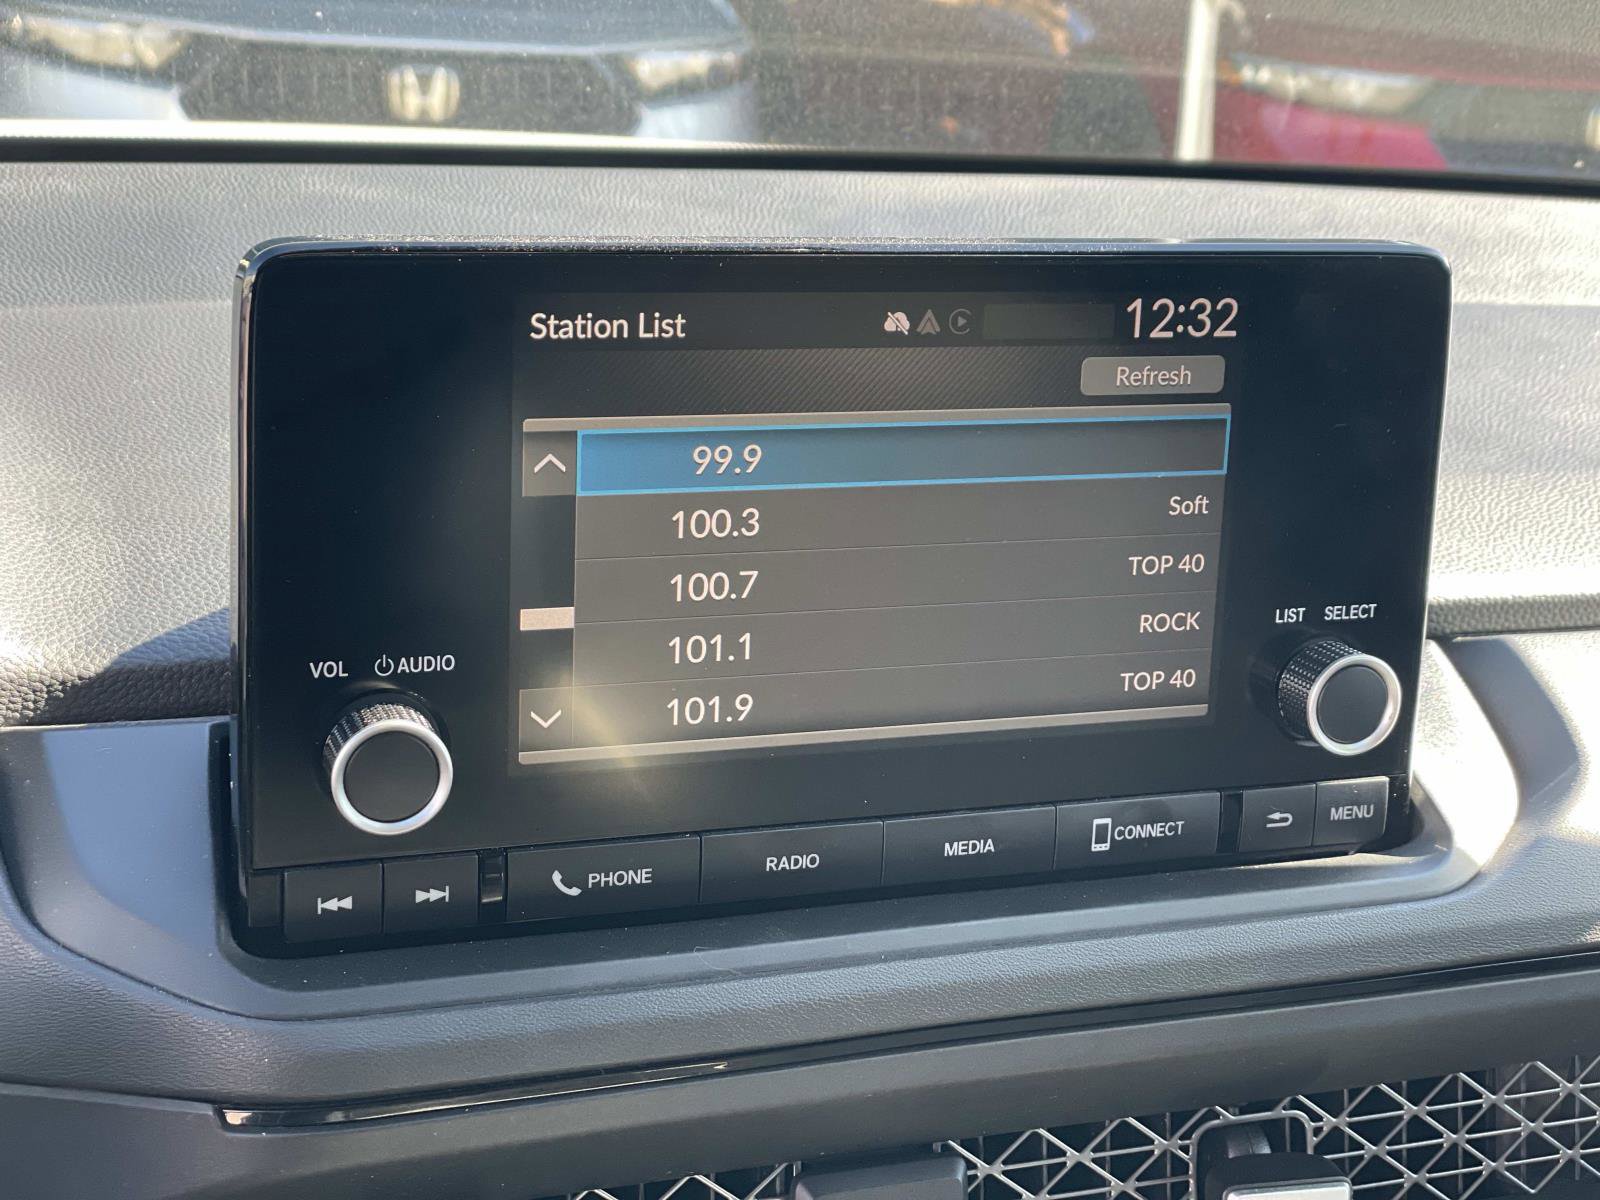 Station List 12:32
Refresh
99.9
100.3 Soft
100.7 TOP 40
101.1 ROCK
101.9 TOP 40
VOL AUDIO
LIST SELECT
PHONE RADIO MEDIA CONNECT MENU